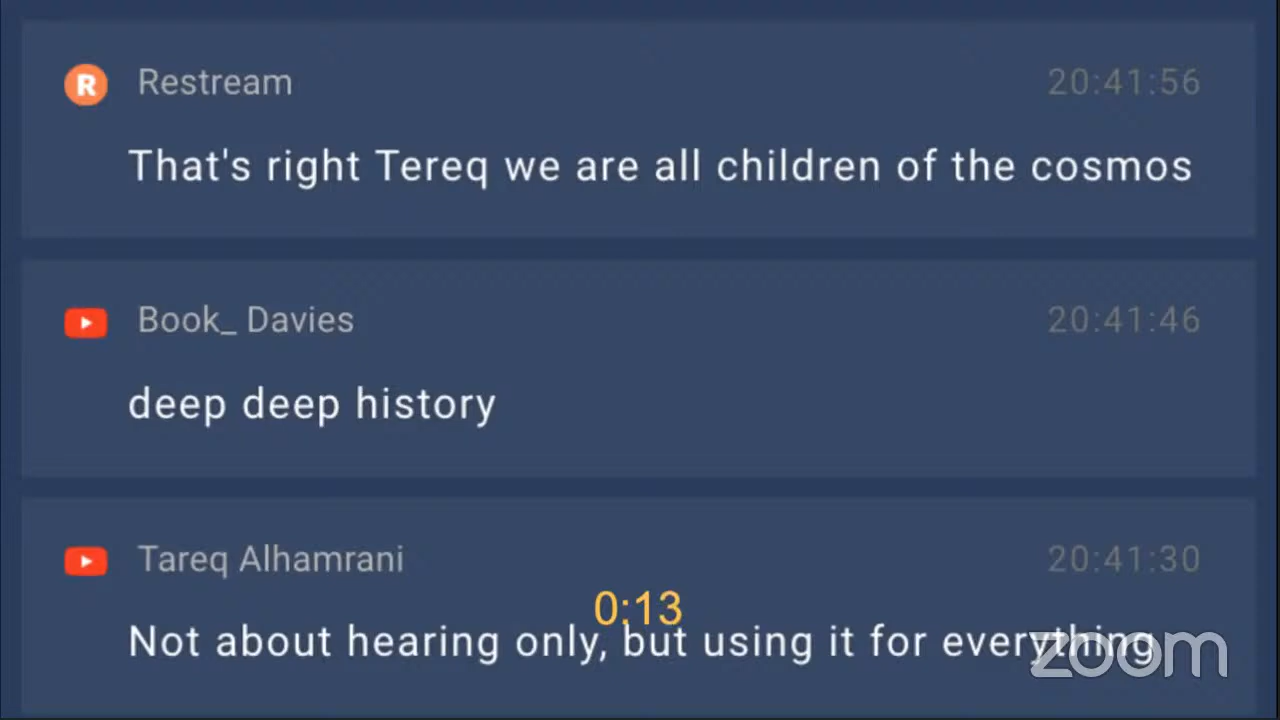 R Restream 20:41:56
That's right Tereq we are all children of the cosmos
Book_ Davies 20:41:46
deep deep history
Tareq Alhamrani 20:41:30
0:13
Not about hearing only, but using it for everything
zoom